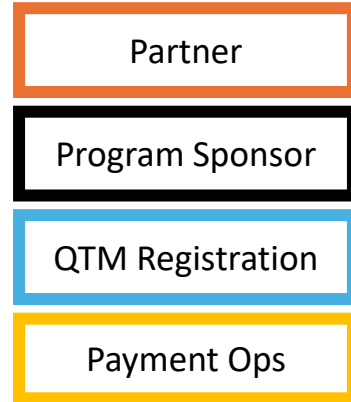 Partner
Program Sponsor
QTM Registration
Payment Ops